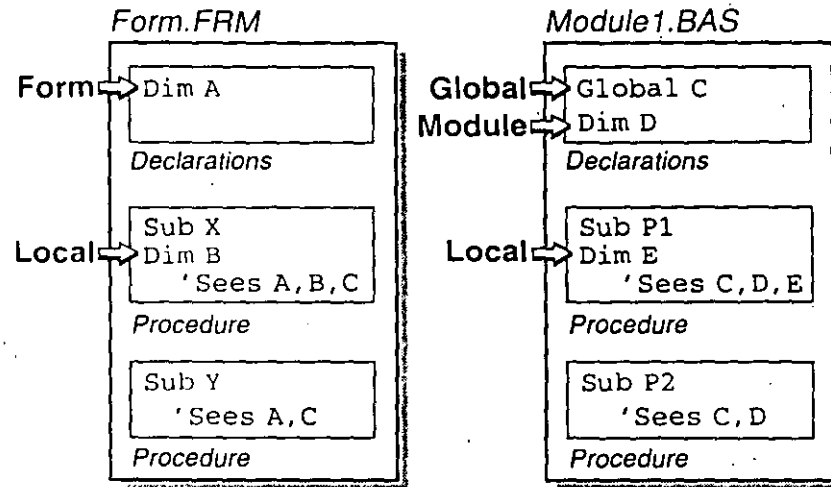 Form.FRM
Form
Dim A
Declarations
Local
Sub X
Dim B
'Sees A,B,C
Procedure
Sub Y
'Sees A,C
Procedure
Module1.BAS
Global
Global C
Module
Dim D
Declarations
Local
Sub P1
Dim E
'Sees C,D,E
Procedure
Sub P2
'Sees C,D
Procedure